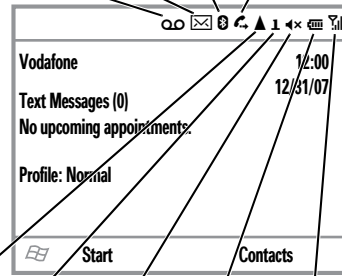 1
Vodafone
12:00
12/31/07
Text Messages (0)
No upcoming appointments.
Profile: Normal
Start
Contacts